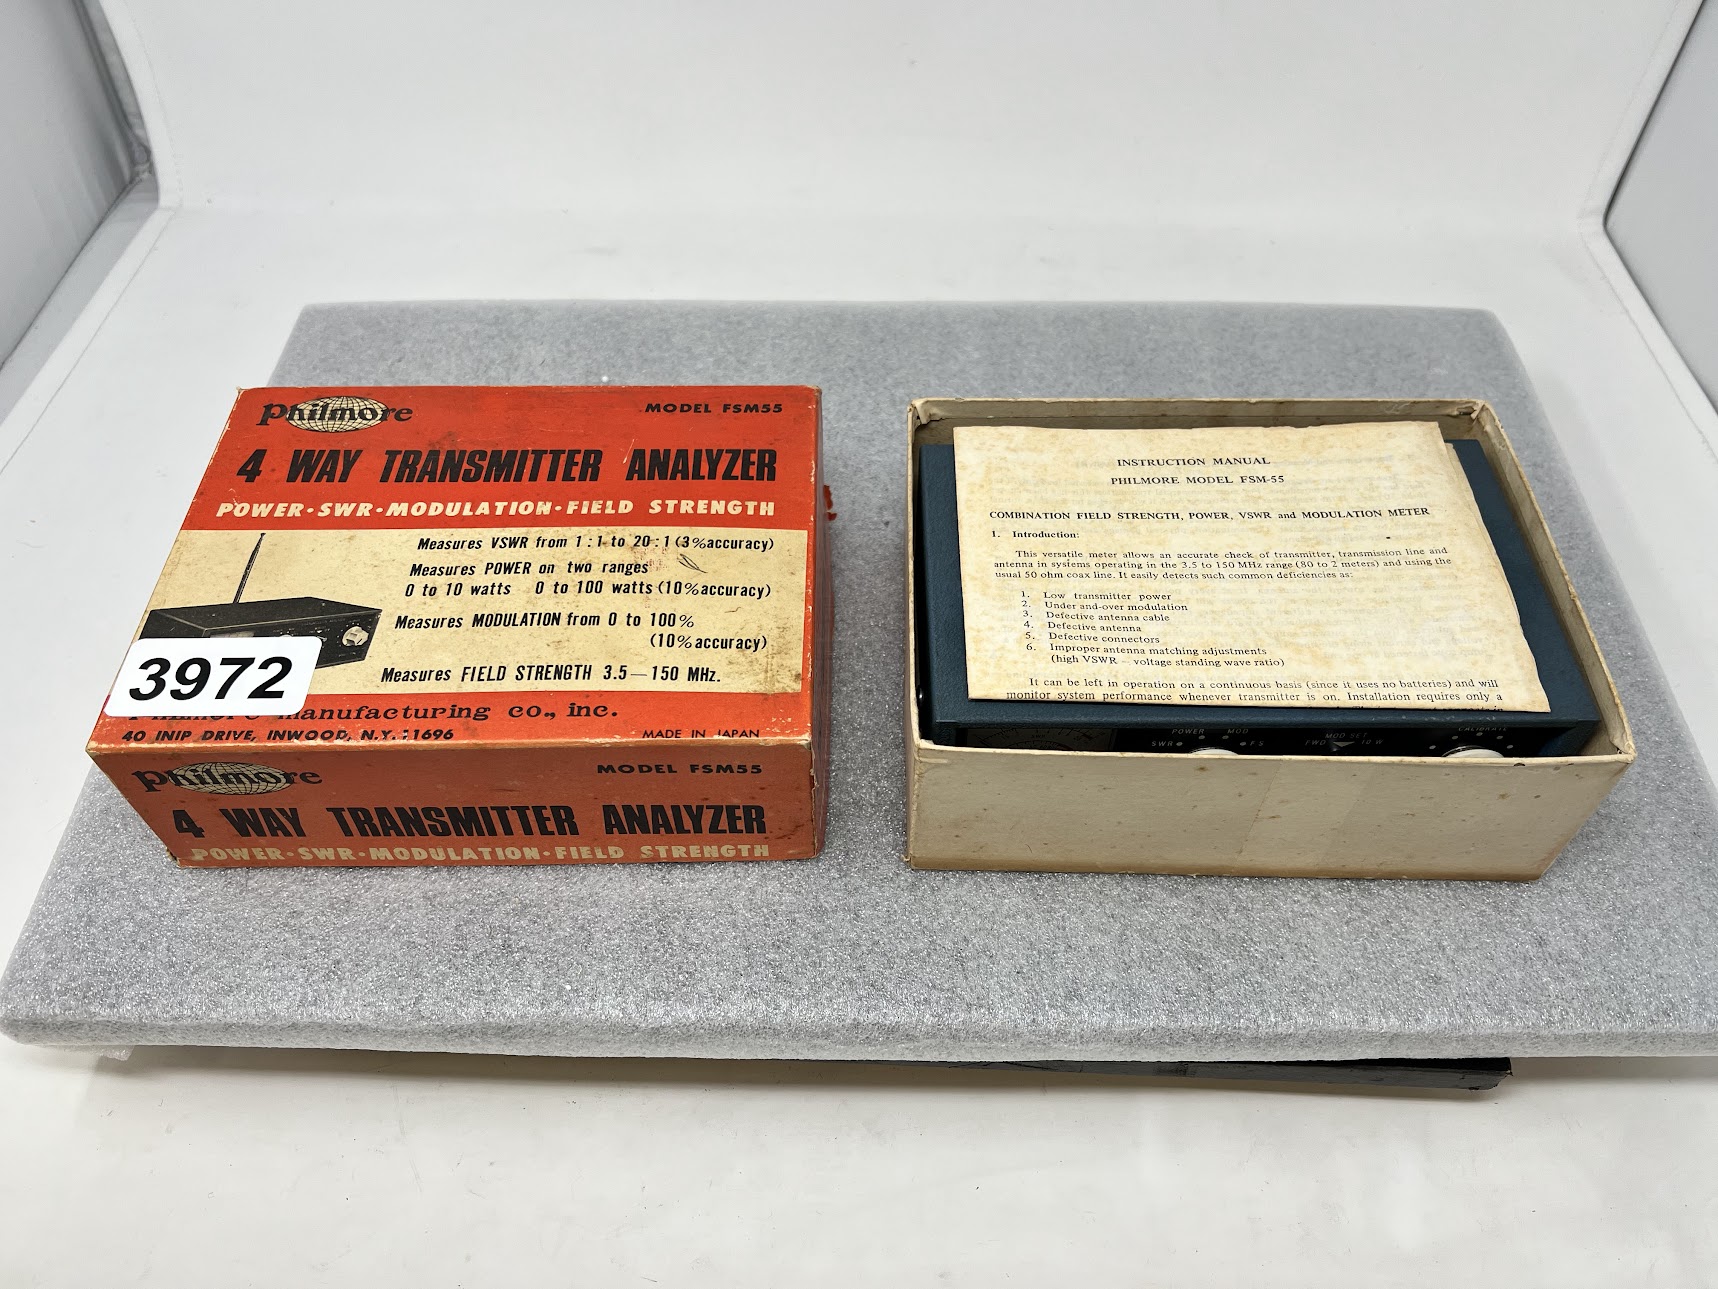 Philmore
MODEL FSM55
4 WAY TRANSMITTER ANALYZER
POWER·SWR·MODULATION·FIELD STRENGTH
Measures VSWR from 1:1 to 20:1 (3%accuracy)
Measures POWER on two ranges
0 to 10 watts 0 to 100 watts (10%accuracy)
Measures MODULATION from 0 to 100%
(10%accuracy)
Measures FIELD STRENGTH 3.5—150 MHz.
3972
manufacturing co., inc.
40 INIP DRIVE, INWOOD, N.Y. 11696
MADE IN JAPAN
Philmore
MODEL FSM55
4 WAY TRANSMITTER ANALYZER
POWER·SWR·MODULATION·FIELD STRENGTH
INSTRUCTION MANUAL
PHILMORE MODEL FSM-55
COMBINATION FIELD STRENGTH, POWER, VSWR and MODULATION METER
1. Introduction:
This versatile meter allows an accurate check of transmitter, transmission line and
antenna in systems operating in the 3.5 to 150 MHz range (80 to 2 meters) and using the
usual 50 ohm coax line. It easily detects such common deficiencies as:
1. Low transmitter power
2. Under and-over modulation
3. Defective antenna cable
4. Defective antenna
5. Defective connectors
6. Improper antenna matching adjustments
(high VSWR – voltage standing wave ratio)
It can be left in operation on a continuous basis (since it uses no batteries) and will
monitor system performance whenever transmitter is on. Installation requires only a
POWER MOD
SWR F·S
MOD SET
FWD 10 W
CALIBRATE